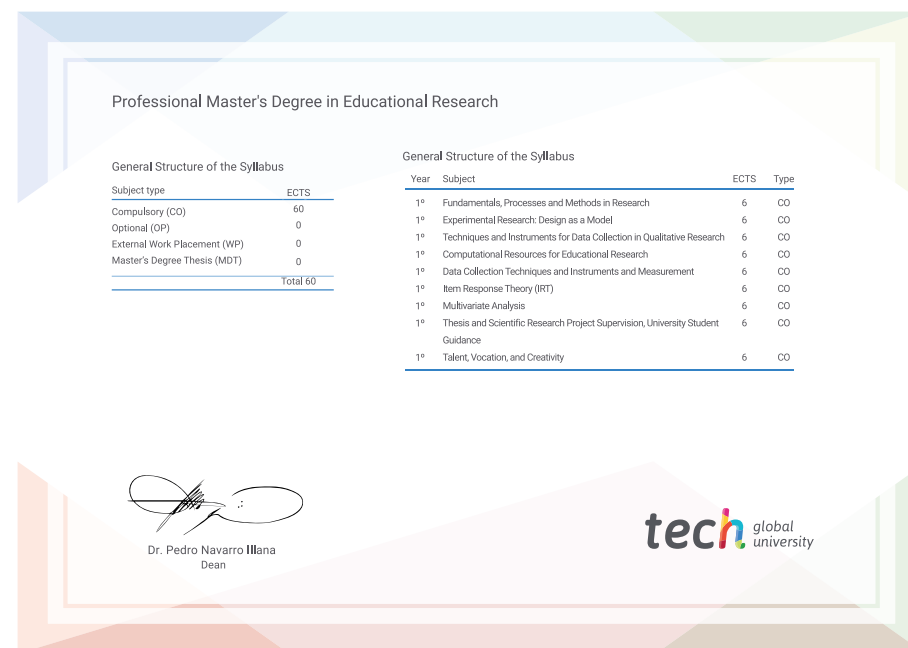 Professional Master's Degree in Educational Research
General Structure of the Syllabus
Subject type ECTS
Compulsory (CO) 60
Optional (OP) 0
External Work Placement (WP) 0
Master's Degree Thesis (MDT) 0
Total 60
General Structure of the Syllabus
Year Subject ECTS Type
1º Fundamentals, Processes and Methods in Research 6 CO
1º Experimental Research: Design as a Model 6 CO
1º Techniques and Instruments for Data Collection in Qualitative Research 6 CO
1º Computational Resources for Educational Research 6 CO
1º Data Collection Techniques and Instruments and Measurement 6 CO
1º Item Response Theory (IRT) 6 CO
1º Multivariate Analysis 6 CO
1º Thesis and Scientific Research Project Supervision, University Student 6 CO
Guidance
1º Talent, Vocation, and Creativity 6 CO
Dr. Pedro Navarro Illana
Dean
tech global
university